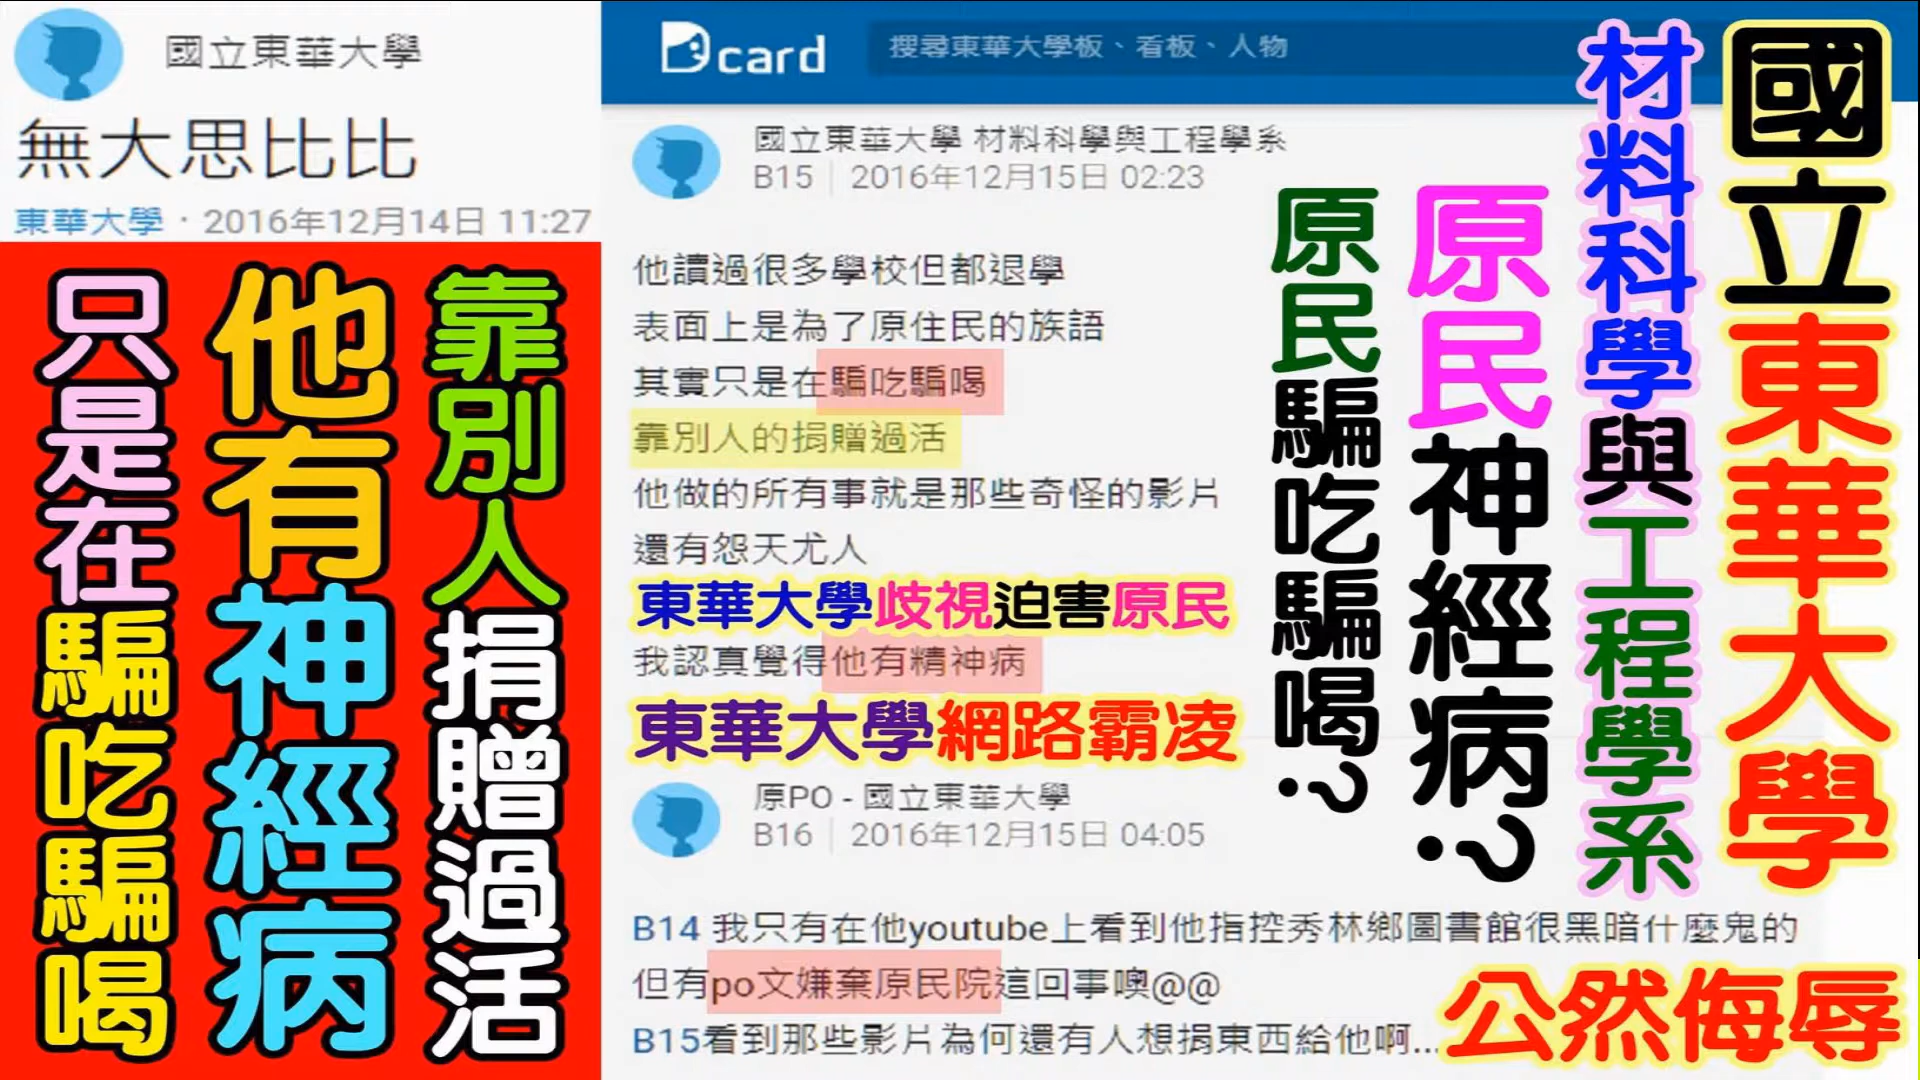 國立東華大學
無大思比比
東華大學 · 2016年12月14日 11:27
靠別人捐贈過活
他有神經病
只是在騙吃騙喝
Dcard
搜尋東華大學板、看板、人物
國立東華大學 材料科學與工程學系
B15 | 2016年12月15日 02:23
他讀過很多學校但都退學
表面上是為了原住民的族語
其實只是在騙吃騙喝
靠別人的捐贈過活
他做的所有事就是那些奇怪的影片
還有怨天尤人
東華大學歧視迫害原民
我認真覺得他有精神病
東華大學網路霸凌
原PO - 國立東華大學
B16 | 2016年12月15日 04:05
B14 我只有在他youtube上看到他指控秀林鄉圖書館很黑暗什麼鬼的
但有po文嫌棄原民院這回事噢@@
B15看到那些影片為何還有人想捐東西給他啊...
國立東華大學
材料科學與工程學系
原民神經病?
原民騙吃騙喝?
公然侮辱